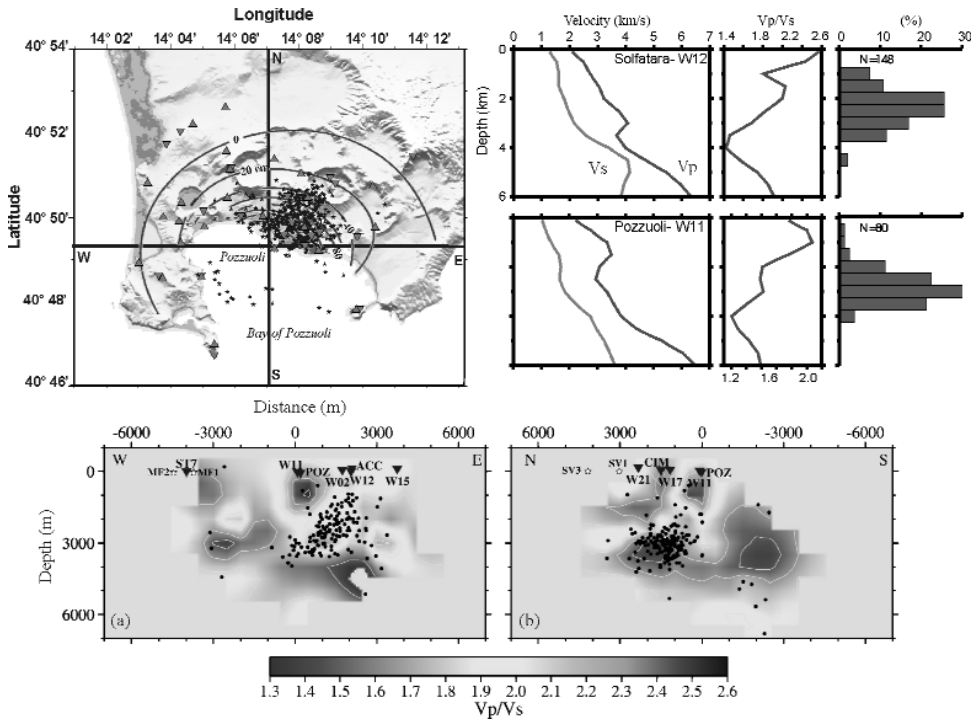 Longitude
14° 02' 14° 04' 14° 06' 14° 08' 14° 10' 14° 12'
40° 54'
40° 52'
40° 50'
40° 48'
40° 46'
Latitude
N
0
-20 cm
W
E
Pozzuoli
Bay of Pozzuoli
S
Velocity (km/s)
0 1 2 3 4 5 6 7
Vp/Vs
1.4 1.8 2.2 2.6
(%)
0 10 20 30
Solfatara- W12
N=148
0
2
4
6
Depth (km)
Vs
Vp
Pozzuoli- W11
N=80
1.2 1.6 2.0
Distance (m)
-6000 -3000 0 3000 6000
6000 3000 0 -3000 -6000
W
E
N
S
ST7
MF2
MF1
W11
POZ
ACC
W02
W12
W15
SV3
SV1
CIM
W21
W17
W11
POZ
0
3000
6000
Depth (m)
(a)
(b)
1.3 1.4 1.5 1.6 1.7 1.8 1.9 2.0 2.1 2.2 2.3 2.4 2.5 2.6
Vp/Vs